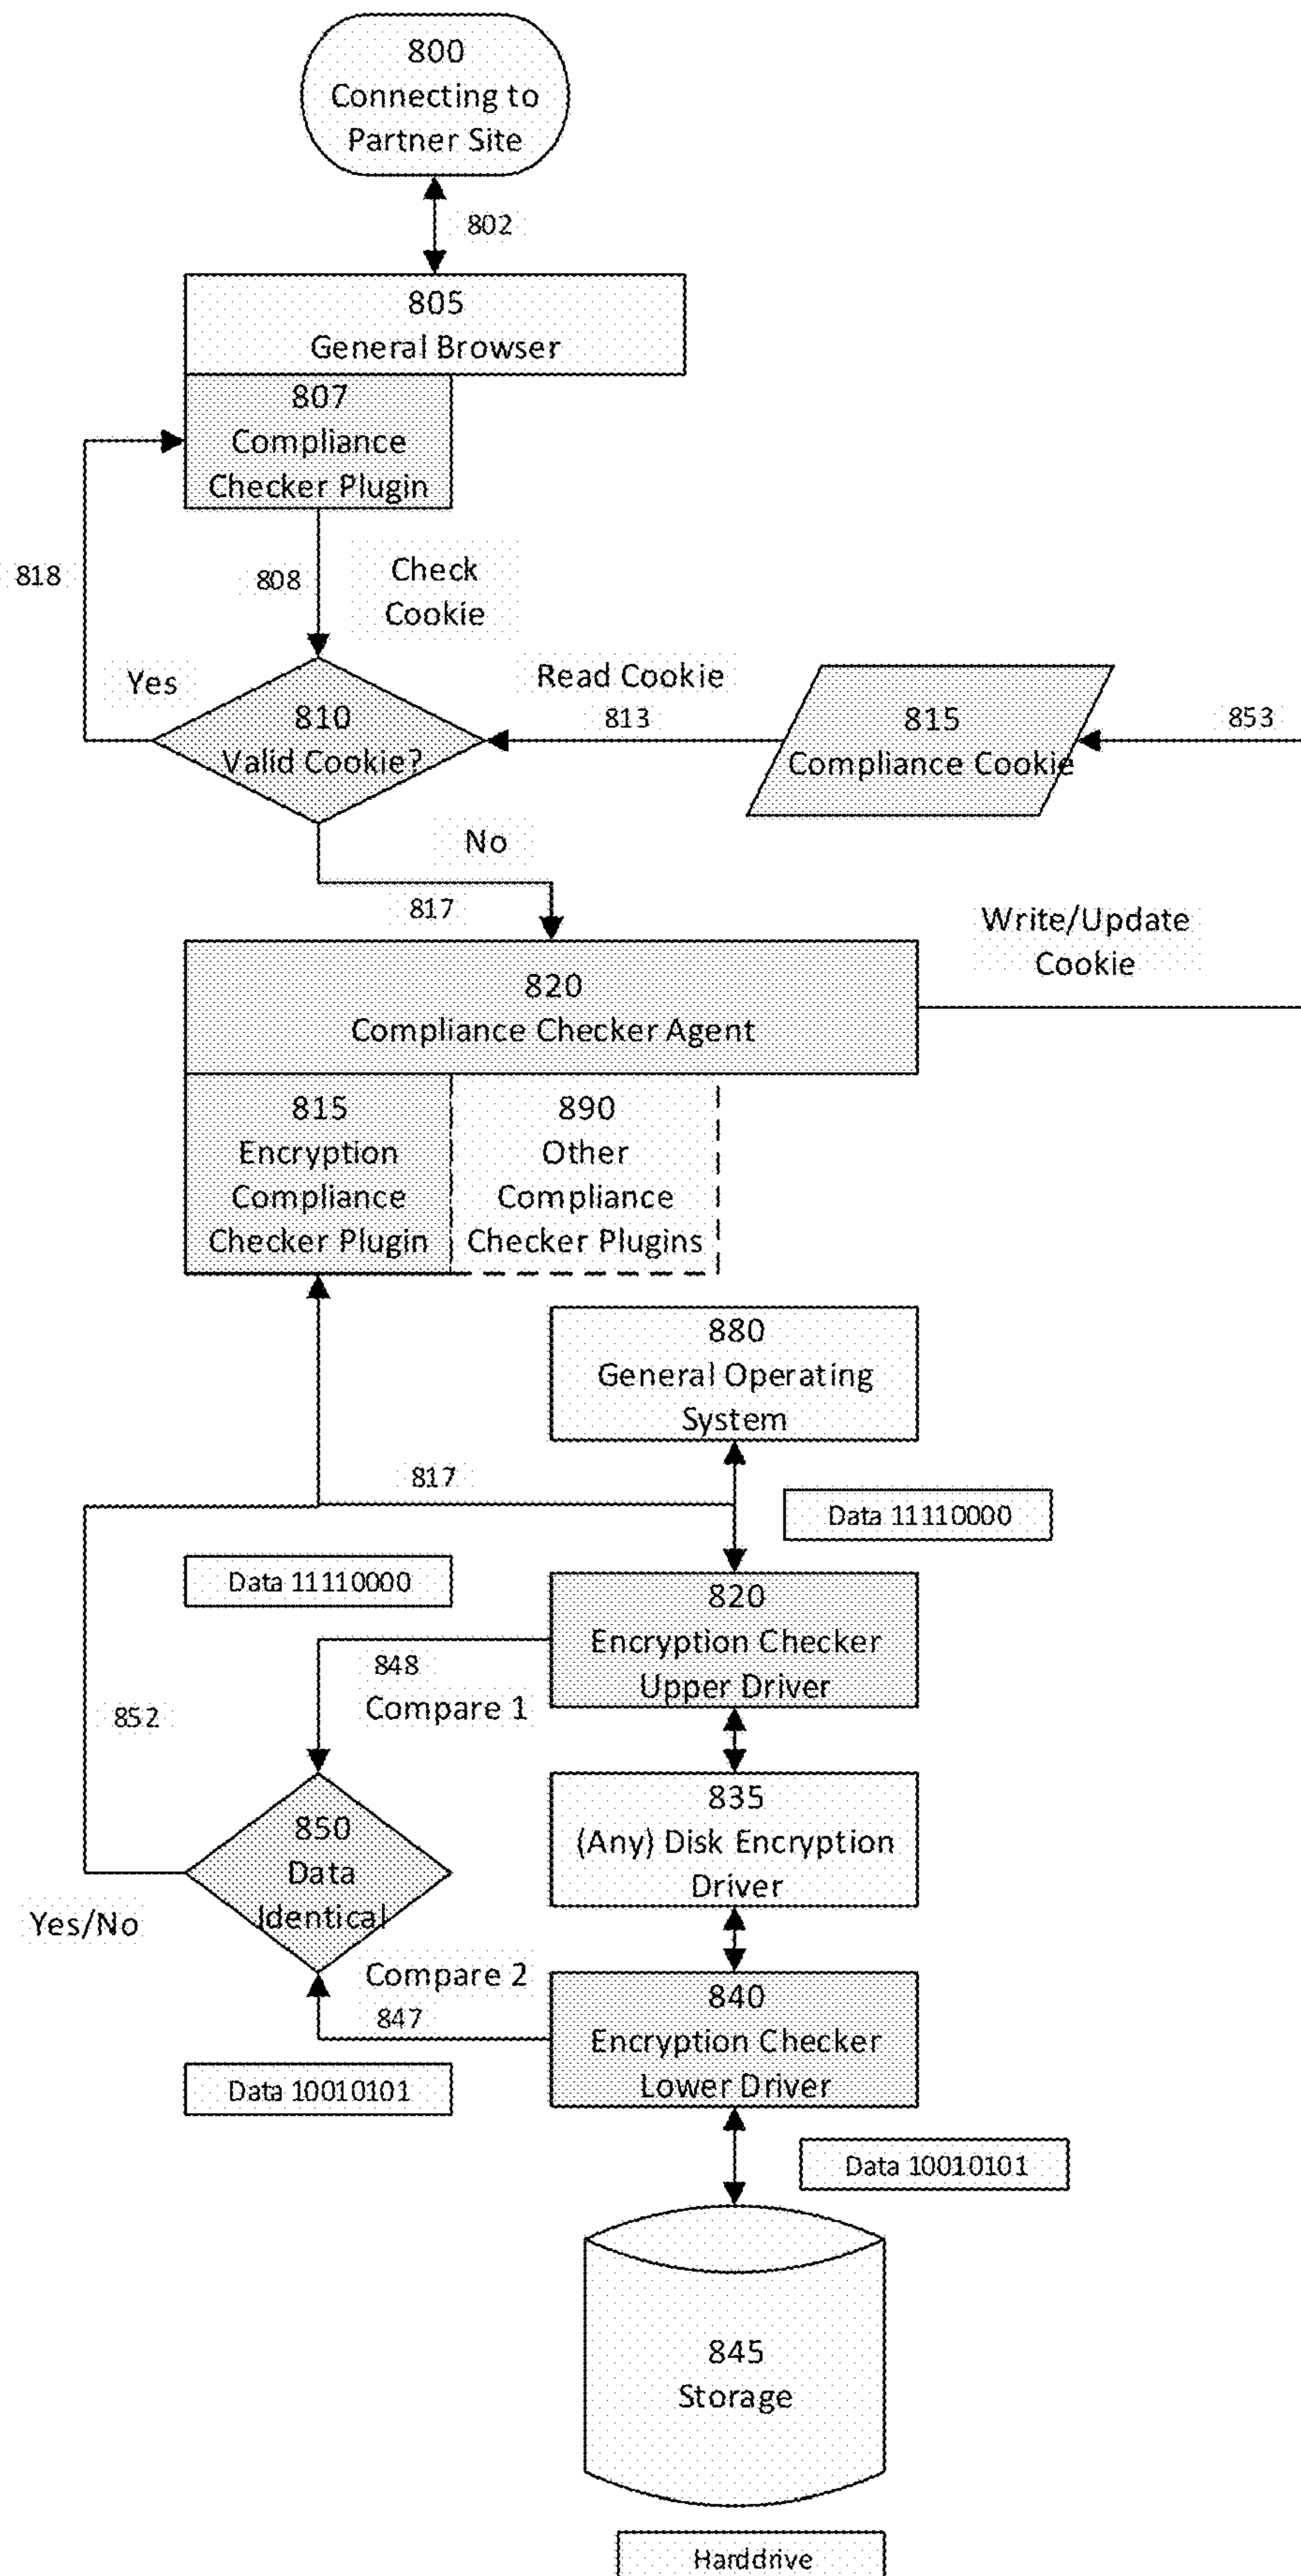 800
Connecting to
Partner Site
802
805
General Browser
807
Compliance
Checker Plugin
818
808
Check
Cookie
Yes
810
Valid Cookie?
Read Cookie
813
815
Compliance Cookie
853
No
817
Write/Update
Cookie
820
Compliance Checker Agent
815
Encryption
Compliance
Checker Plugin
890
Other
Compliance
Checker Plugins
880
General Operating
System
817
Data 11110000
Data 11110000
820
Encryption Checker
Upper Driver
848
Compare 1
852
835
(Any) Disk Encryption
Driver
850
Data
Identical
Yes/No
Compare 2
847
840
Encryption Checker
Lower Driver
Data 10010101
Data 10010101
845
Storage
Harddrive